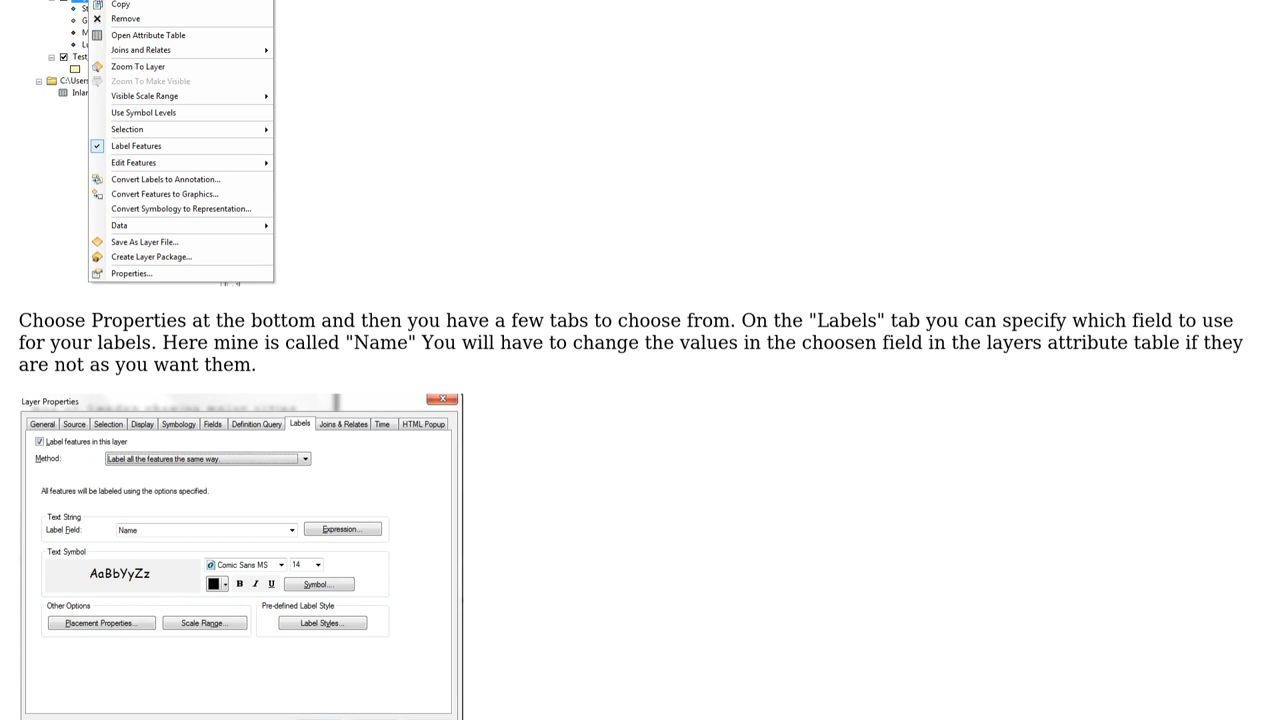 Copy
Remove
Open Attribute Table
Joins and Relates
Test
Zoom To Layer
C:\Users
Zoom To Make Visible
Inlan
Visible Scale Range
Use Symbol Levels
Selection
Label Features
Edit Features
Convert Labels to Annotation...
Convert Features to Graphics...
Convert Symbology to Representation...
Data
Save As Layer File...
Create Layer Package...
Properties...
Choose Properties at the bottom and then you have a few tabs to choose from. On the "Labels" tab you can specify which field to use
for your labels. Here mine is called "Name" You will have to change the values in the choosen field in the layers attribute table if they
are not as you want them.
Layer Properties
General Source Selection Display Symbology Fields Definition Query Labels Joins & Relates Time HTML Popup
Label features in this layer
Method: Label all the features the same way.
All features will be labeled using the options specified.
Text String
Label Field: Name Expression...
Text Symbol
AaBbYyZz
Comic Sans MS 14
B I U Symbol...
Other Options Pre-defined Label Style
Placement Properties... Scale Range... Label Styles...